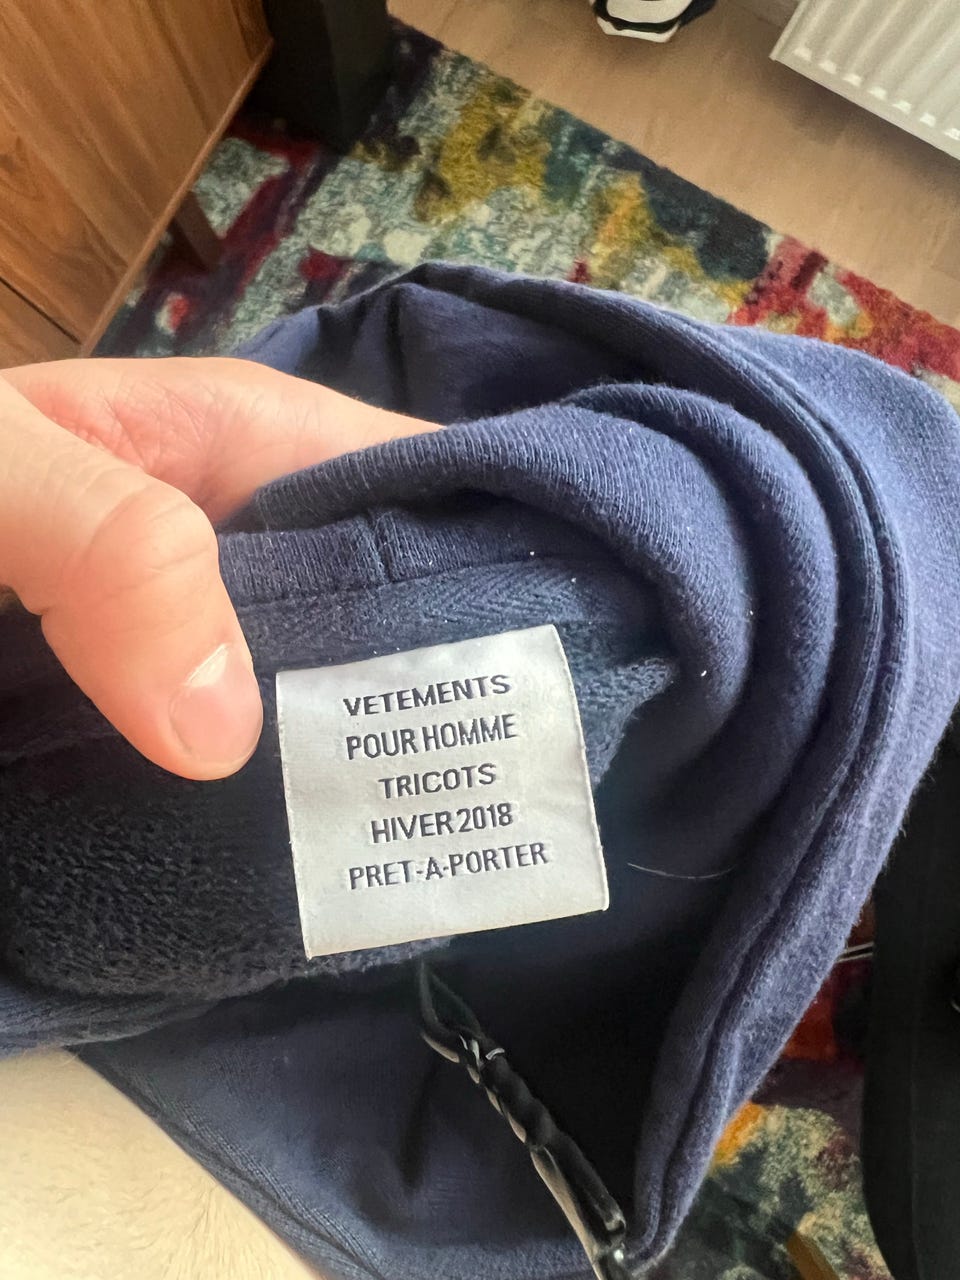 VETEMENTS
POUR HOMME
TRICOTS
HIVER 2018
PRET-A-PORTER